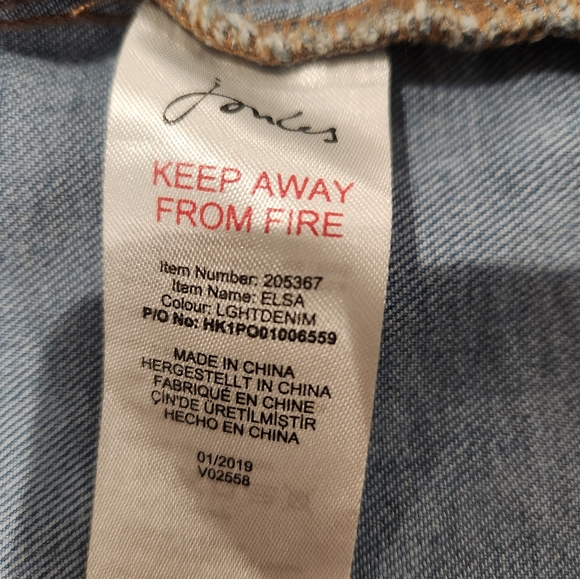 Joules
KEEP AWAY
FROM FIRE
Item Number: 205367
Item Name: ELSA
Colour: LGHTDENIM
P/O No: HK1PO01006559
MADE IN CHINA
HERGESTELLT IN CHINA
FABRIQUÉ EN CHINE
ÇİN'DE ÜRETİLMİŞTİR
HECHO EN CHINA
01/2019
V02558